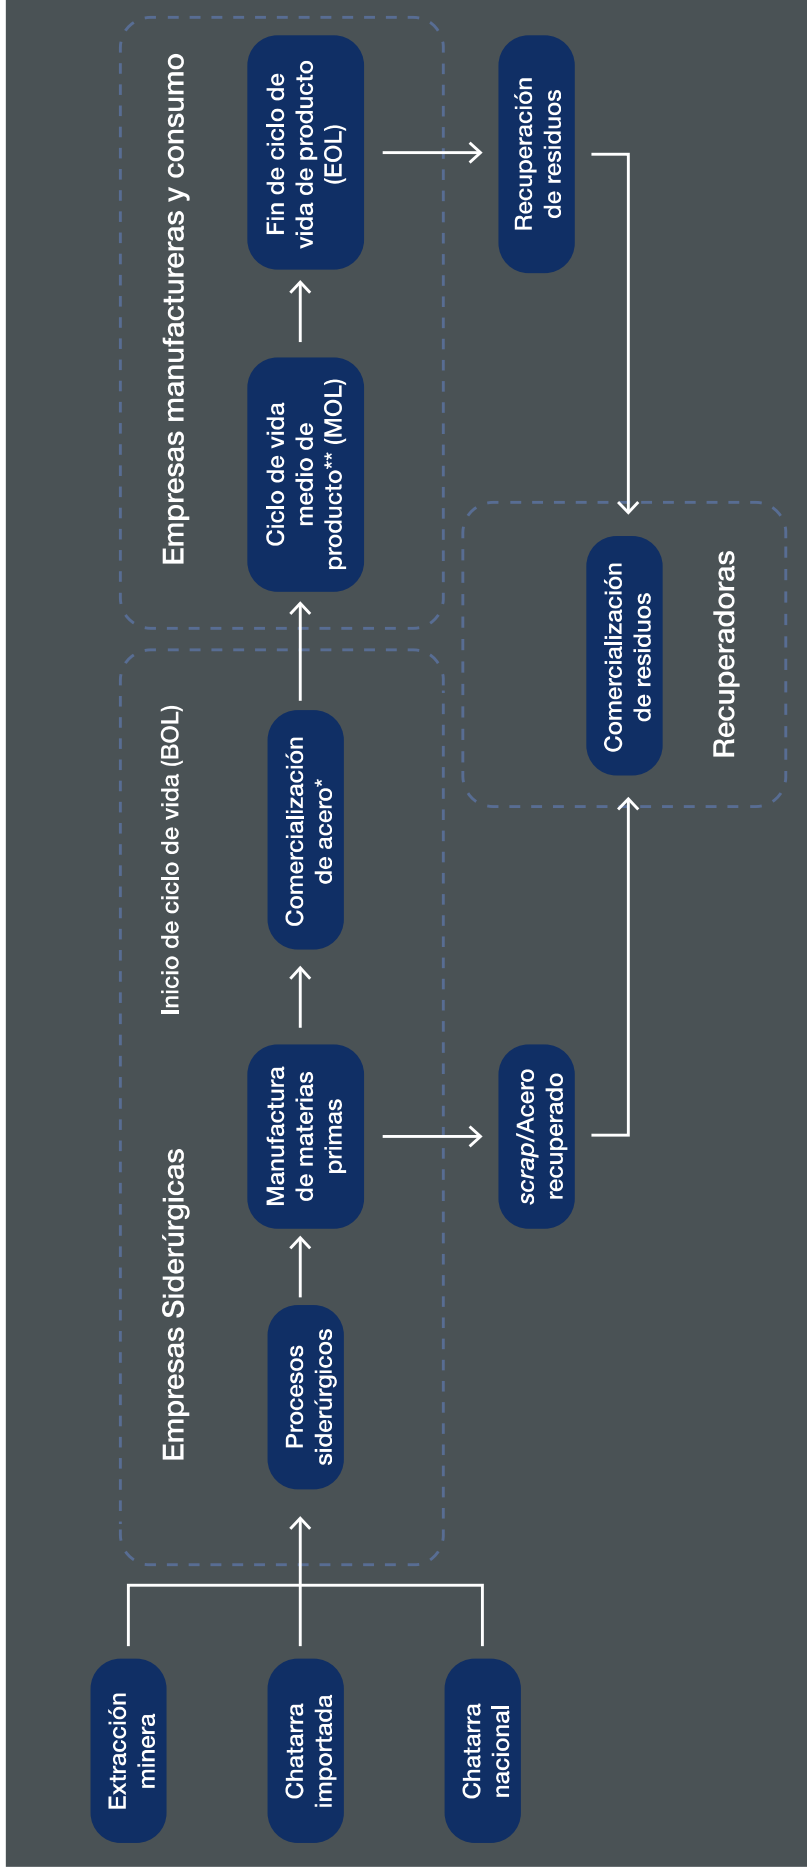 Empresas Siderúrgicas
Inicio de ciclo de vida (BOL)
Empresas manufactureras y consumo
Extracción
minera
Chatarra
importada
Chatarra
nacional
Procesos
siderúrgicos
Manufactura
de materias
primas
Comercialización
de acero*
Ciclo de vida
medio de
producto** (MOL)
Fin de ciclo de
vida de producto
(EOL)
scrap/Acero
recuperado
Recuperación
de residuos
Comercialización
de residuos
Recuperadoras